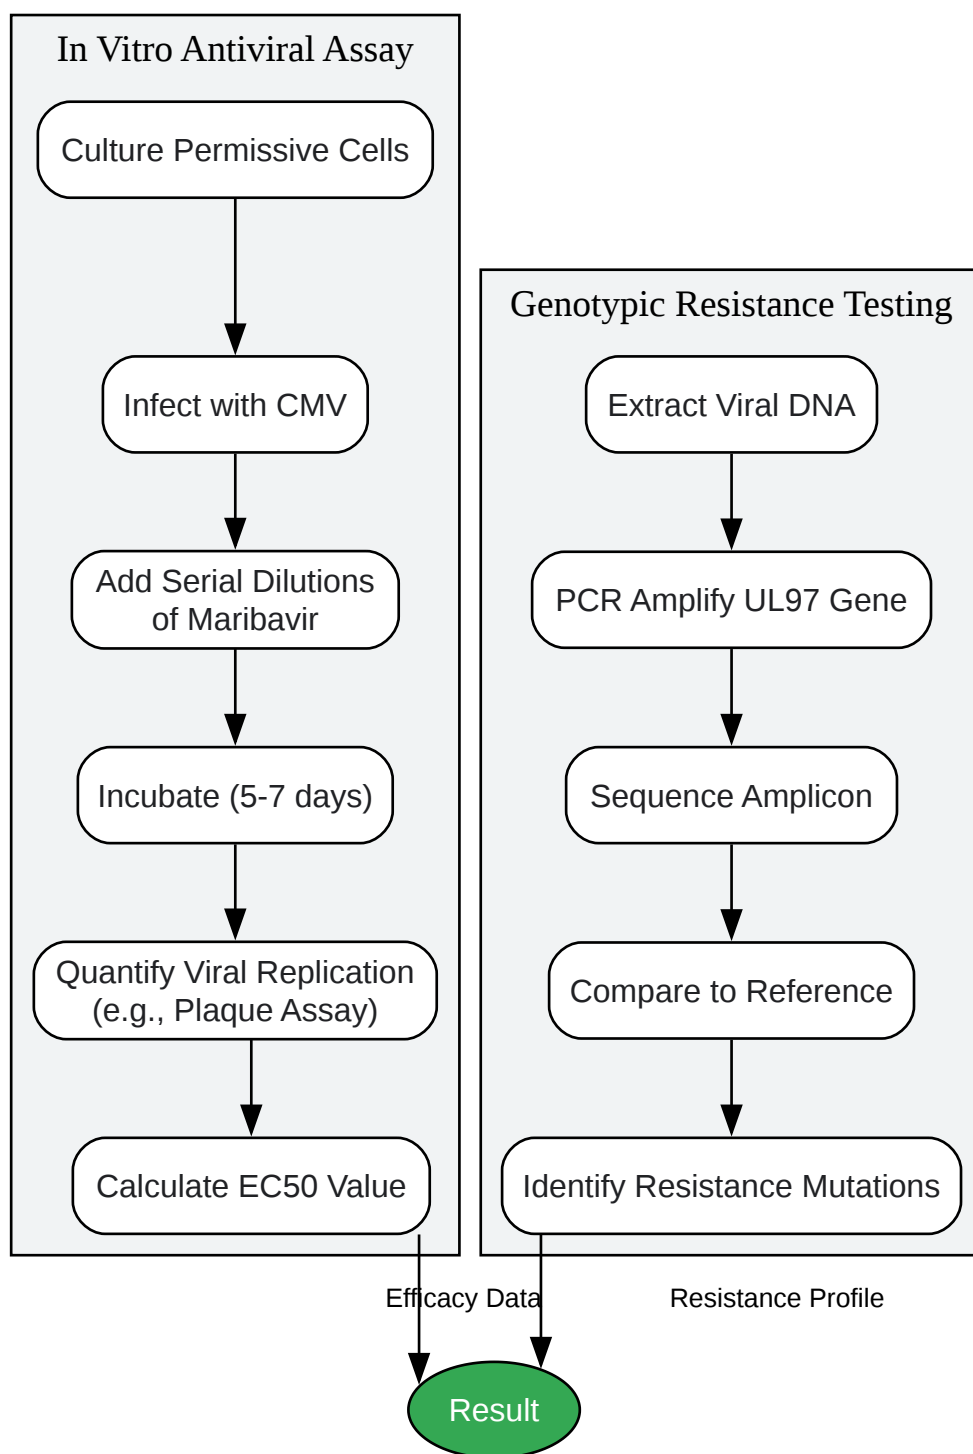 In Vitro Antiviral Assay
Culture Permissive Cells
Infect with CMV
Add Serial Dilutions
of Maribavir
Incubate (5-7 days)
Quantify Viral Replication
(e.g., Plaque Assay)
Calculate EC50 Value
Genotypic Resistance Testing
Extract Viral DNA
PCR Amplify UL97 Gene
Sequence Amplicon
Compare to Reference
Identify Resistance Mutations
Efficacy Data
Resistance Profile
Result